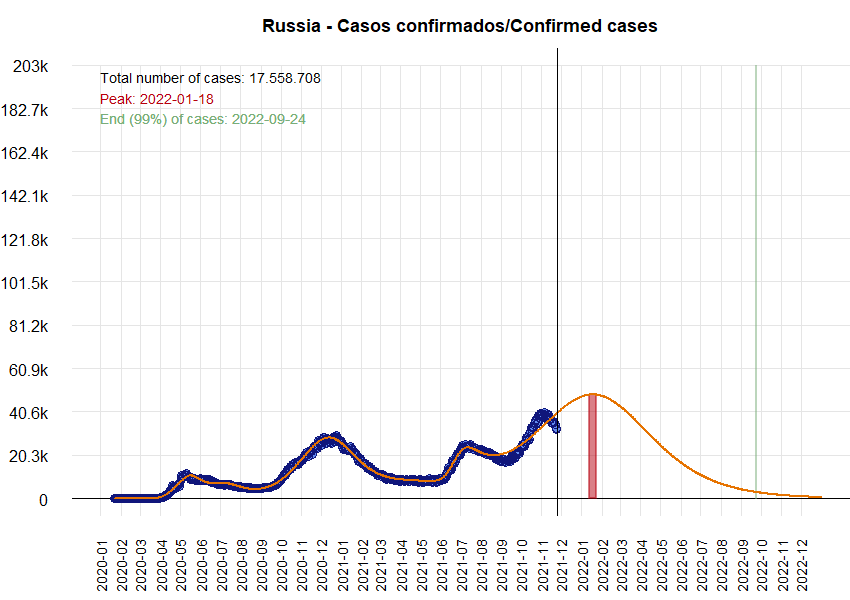 Russia - Casos confirmados/Confirmed cases
Total number of cases: 17.558.708
Peak: 2022-01-18
End (99%) of cases: 2022-09-24
203k
182.7k
162.4k
142.1k
121.8k
101.5k
81.2k
60.9k
40.6k
20.3k
0
2020-01
2020-02
2020-03
2020-04
2020-05
2020-06
2020-07
2020-08
2020-09
2020-10
2020-11
2020-12
2021-01
2021-02
2021-03
2021-04
2021-05
2021-06
2021-07
2021-08
2021-09
2021-10
2021-11
2021-12
2022-01
2022-02
2022-03
2022-04
2022-05
2022-06
2022-07
2022-08
2022-09
2022-10
2022-11
2022-12